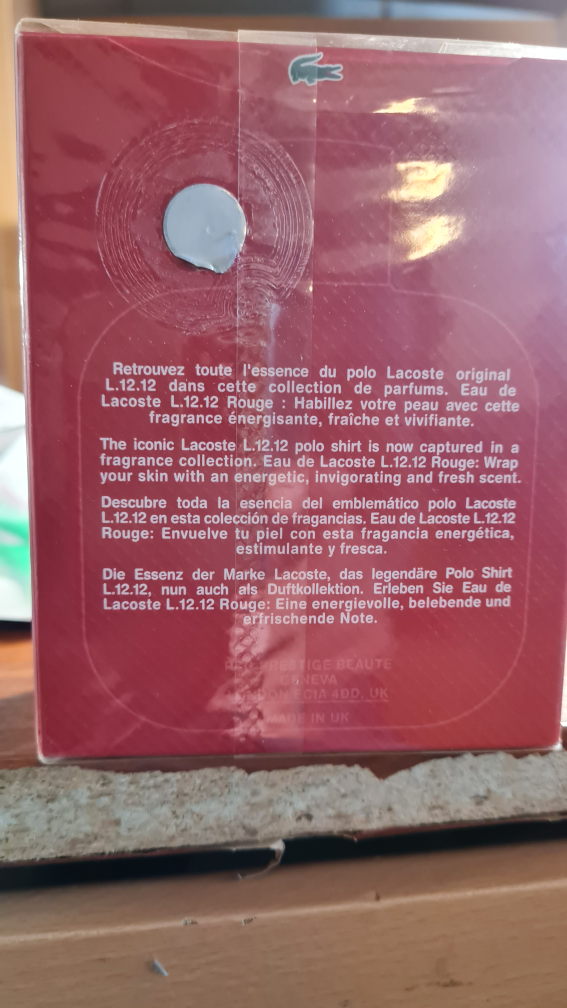 Retrouvez toute l'essence du polo Lacoste original
L.12.12 dans cette collection de parfums. Eau de
Lacoste L.12.12 Rouge : Habillez votre peau avec cette
fragrance énergisante, fraîche et vivifiante.
The iconic Lacoste L.12.12 polo shirt is now captured in a
fragrance collection. Eau de Lacoste L.12.12 Rouge: Wrap
your skin with an energetic, invigorating and fresh scent.
Descubre toda la esencia del emblemático polo Lacoste
L.12.12 en esta colección de fragancias. Eau de Lacoste L.12.12
Rouge: Envuelve tu piel con esta fragancia energética,
estimulante y fresca.
Die Essenz der Marke Lacoste, das legendäre Polo Shirt
L.12.12, nun auch als Duftkollektion. Erleben Sie Eau de
Lacoste L.12.12 Rouge: Eine energievolle, belebende und
erfrischende Note.
PRESTIGE BEAUTE
GENEVA
LONDON EC1A 4DD, UK
MADE IN UK